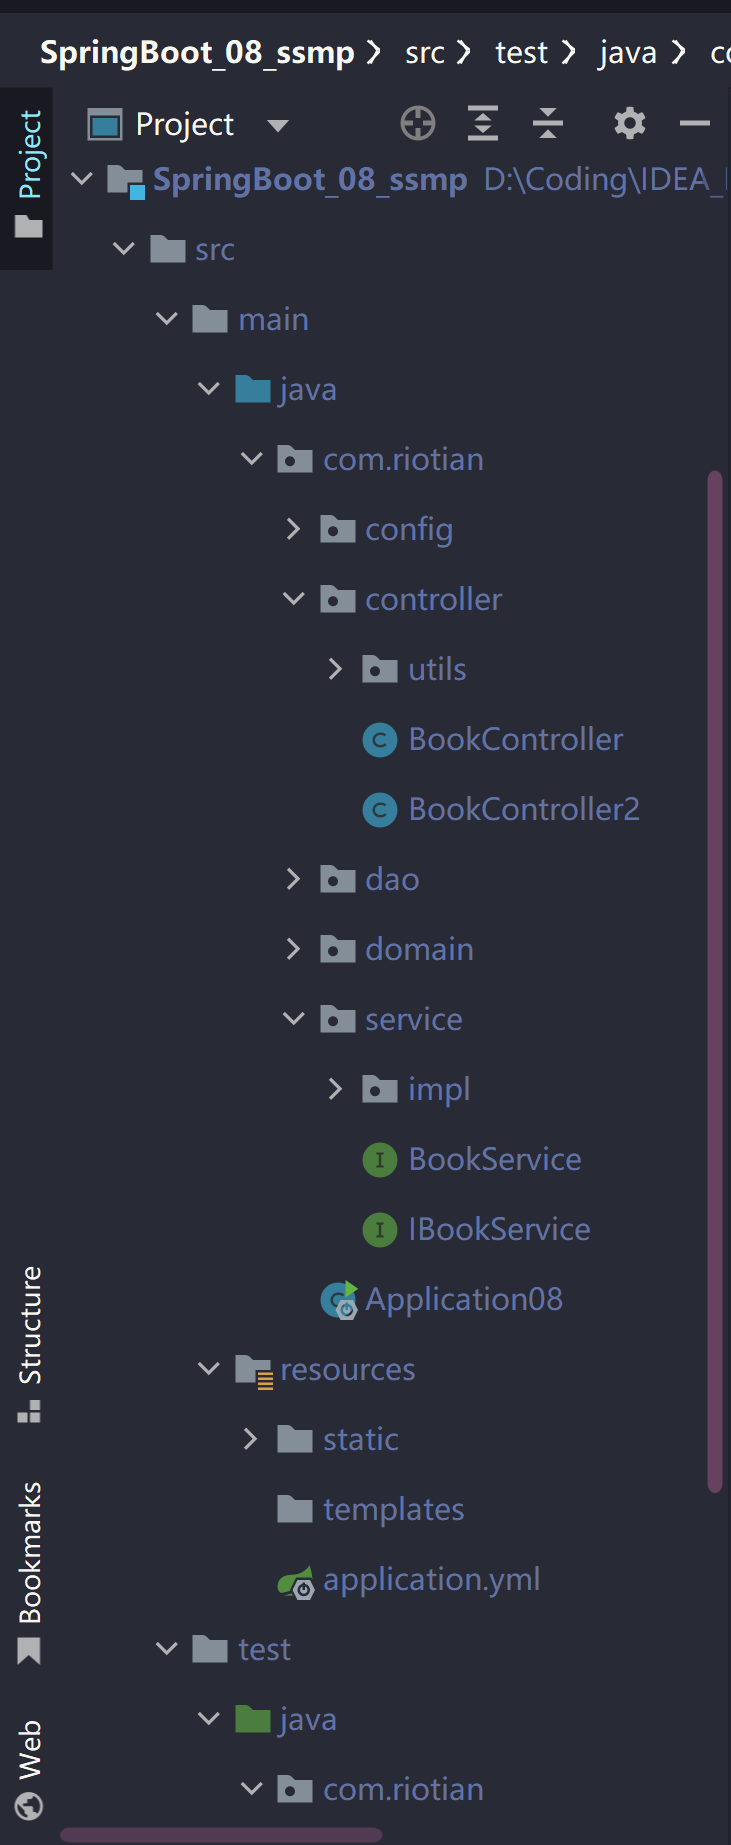 SpringBoot_08_ssmp src test java
Project
Project
SpringBoot_08_ssmp D:\Coding\IDEA_
src
main
java
com.riotian
config
controller
utils
BookController
BookController2
dao
domain
service
impl
BookService
IBookService
Application08
resources
static
templates
application.yml
test
java
com.riotian
Structure
Bookmarks
Web